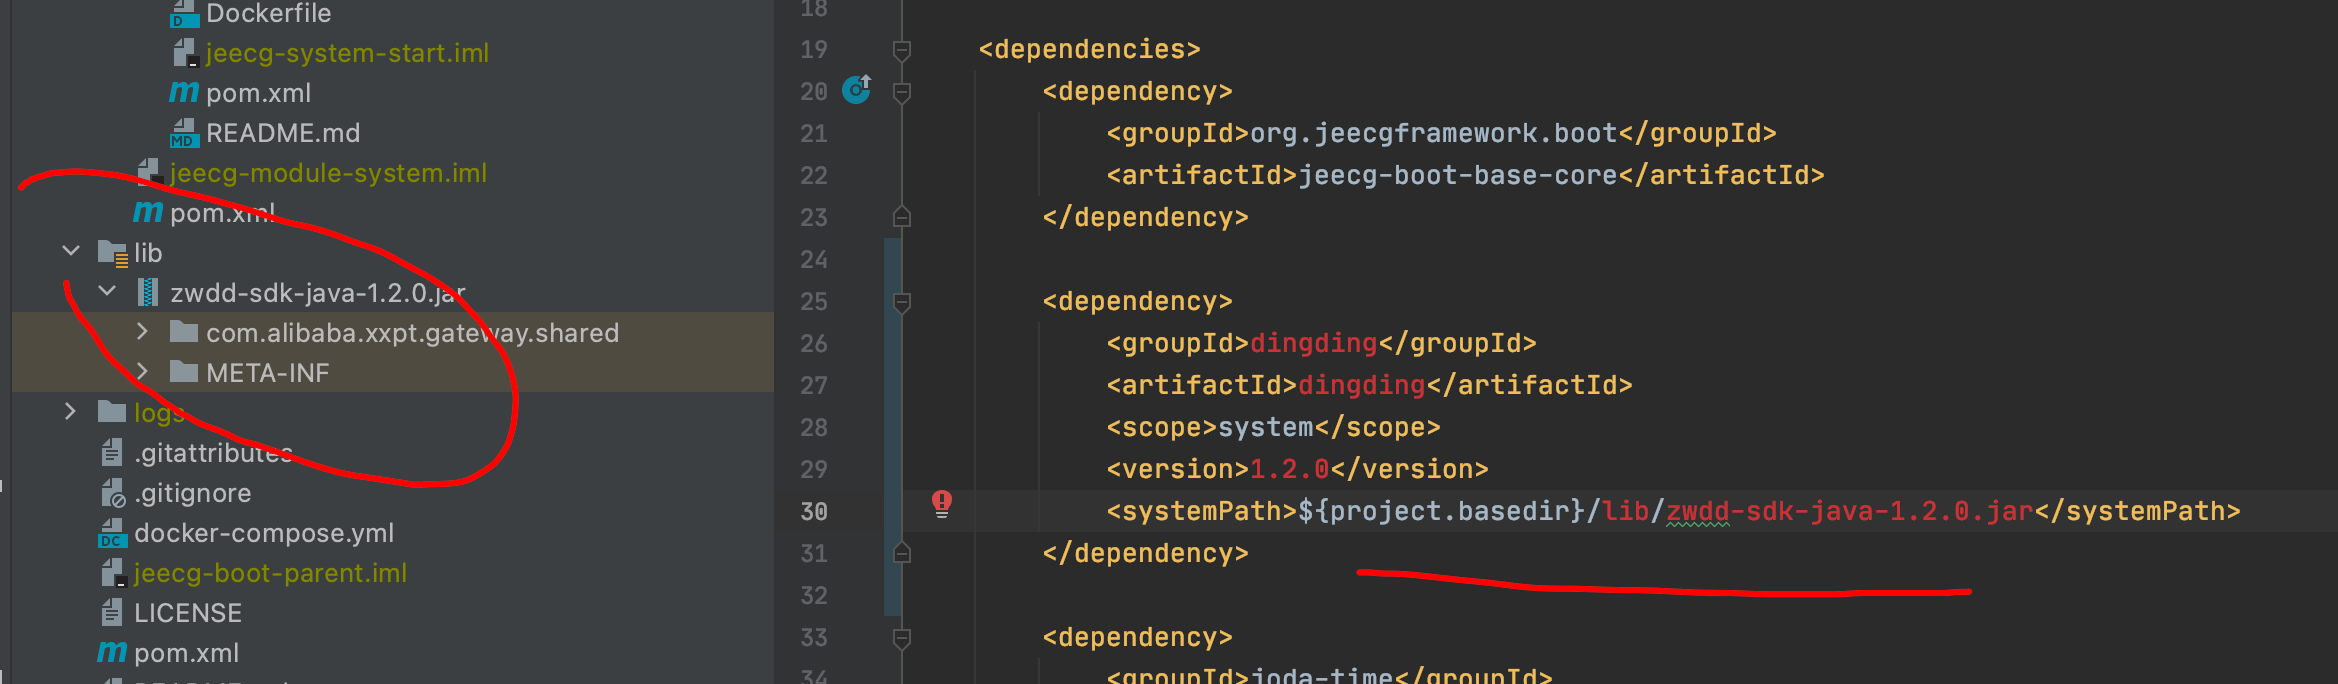 Dockerfile
jeecg-system-start.iml
pom.xml
README.md
jeecg-module-system.iml
pom.xml
lib
zwdd-sdk-java-1.2.0.jar
com.alibaba.xxpt.gateway.shared
META-INF
logs
.gitattributes
.gitignore
docker-compose.yml
jeecg-boot-parent.iml
LICENSE
pom.xml
18
19 <dependencies>
20 <dependency>
21 <groupId>org.jeecgframework.boot</groupId>
22 <artifactId>jeecg-boot-base-core</artifactId>
23 </dependency>
24
25 <dependency>
26 <groupId>dingding</groupId>
27 <artifactId>dingding</artifactId>
28 <scope>system</scope>
29 <version>1.2.0</version>
30 <systemPath>${project.basedir}/lib/zwdd-sdk-java-1.2.0.jar</systemPath>
31 </dependency>
32
33 <dependency>
34 <groupId>joda-time</groupId>